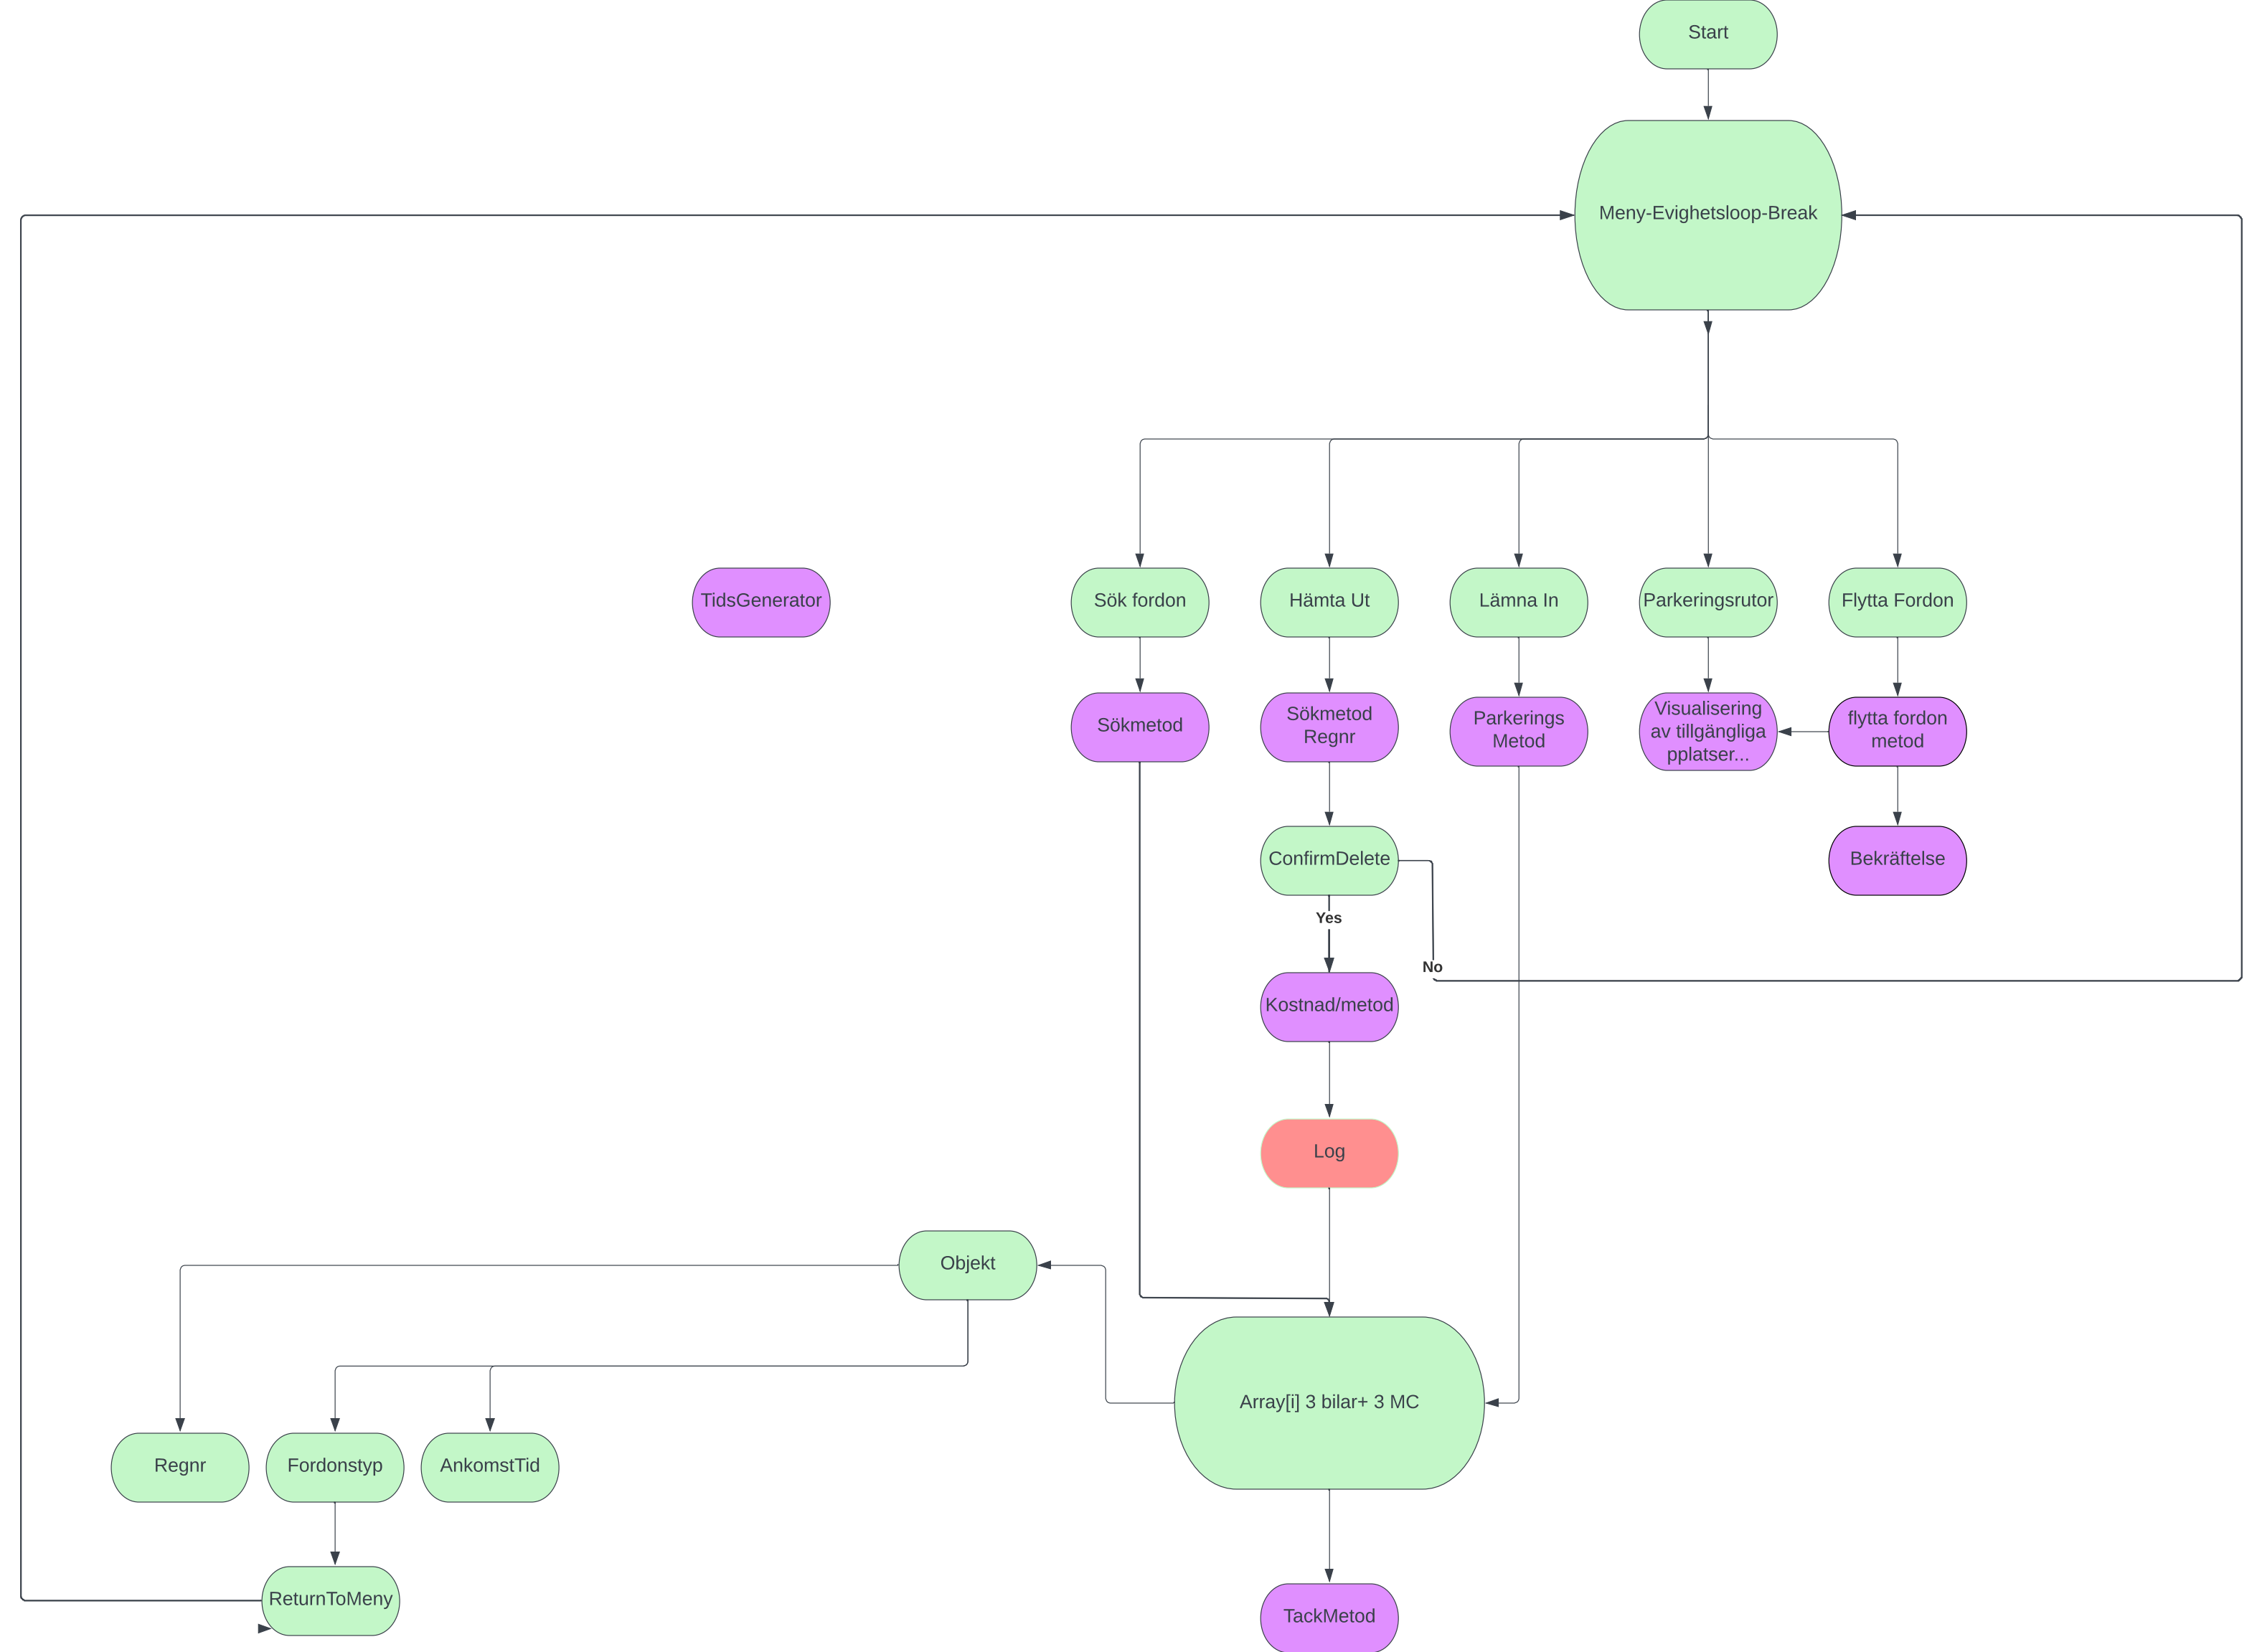 Start
Meny-Evighetsloop-Break
TidsGenerator
Sök fordon
Hämta Ut
Lämna In
Parkeringsrutor
Flytta Fordon
Sökmetod
Sökmetod
Regnr
Parkerings
Metod
Visualisering
av tillgängliga
pplatser...
flytta fordon
metod
ConfirmDelete
Bekräftelse
Yes
No
Kostnad/metod
Log
Objekt
Array[i] 3 bilar+ 3 MC
Regnr
Fordonstyp
AnkomstTid
ReturnToMeny
TackMetod